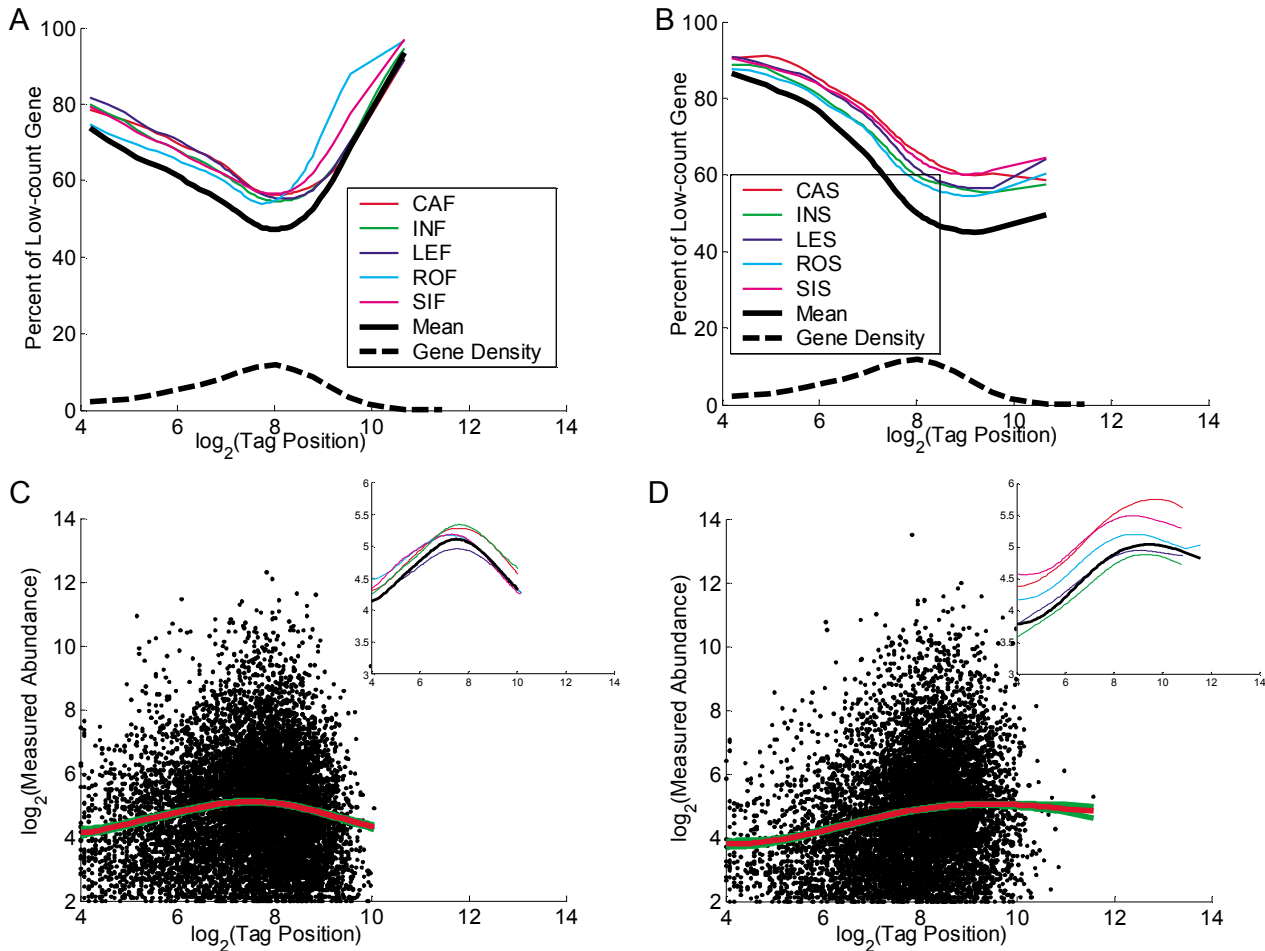 A
Percent of Low-count Gene
100
80
60
40
20
0
4
6
8
10
12
14
log2(Tag Position)
CAF
INF
LEF
ROF
SIF
Mean
Gene Density
B
Percent of Low-count Gene
100
80
60
40
20
0
4
6
8
10
12
14
log2(Tag Position)
CAS
INS
LES
ROS
SIS
Mean
Gene Density
C
log2(Measured Abundance)
14
12
10
8
6
4
2
4
6
8
10
12
14
log2(Tag Position)
6
5.5
5
4.5
4
3.5
3
4
6
8
10
12
14
D
log2(Measured Abundance)
14
12
10
8
6
4
2
4
6
8
10
12
14
log2(Tag Position)
6
5.5
5
4.5
4
3.5
3
4
6
8
10
12
14